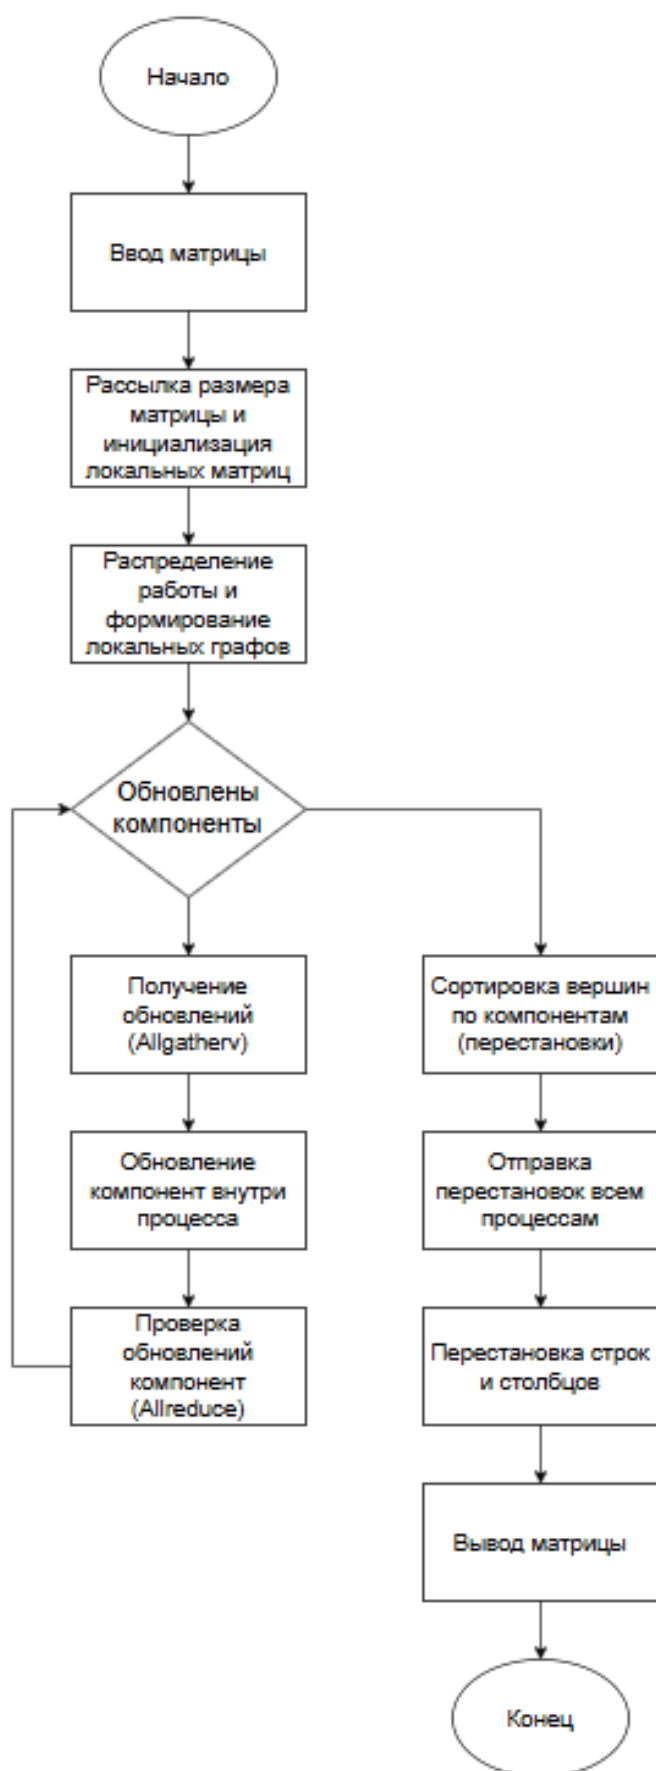 Начало
Ввод матрицы
Рассылка размера
матрицы и
инициализация
локальных матриц
Распределение
работы и
формирование
локальных графов
Обновлены
компоненты
Получение
обновлений
(Allgatherv)
Обновление
компонент внутри
процесса
Проверка
обновлений
компонент
(Allreduce)
Сортировка вершин
по компонентам
(перестановки)
Отправка
перестановок всем
процессам
Перестановка строк
и столбцов
Вывод матрицы
Конец